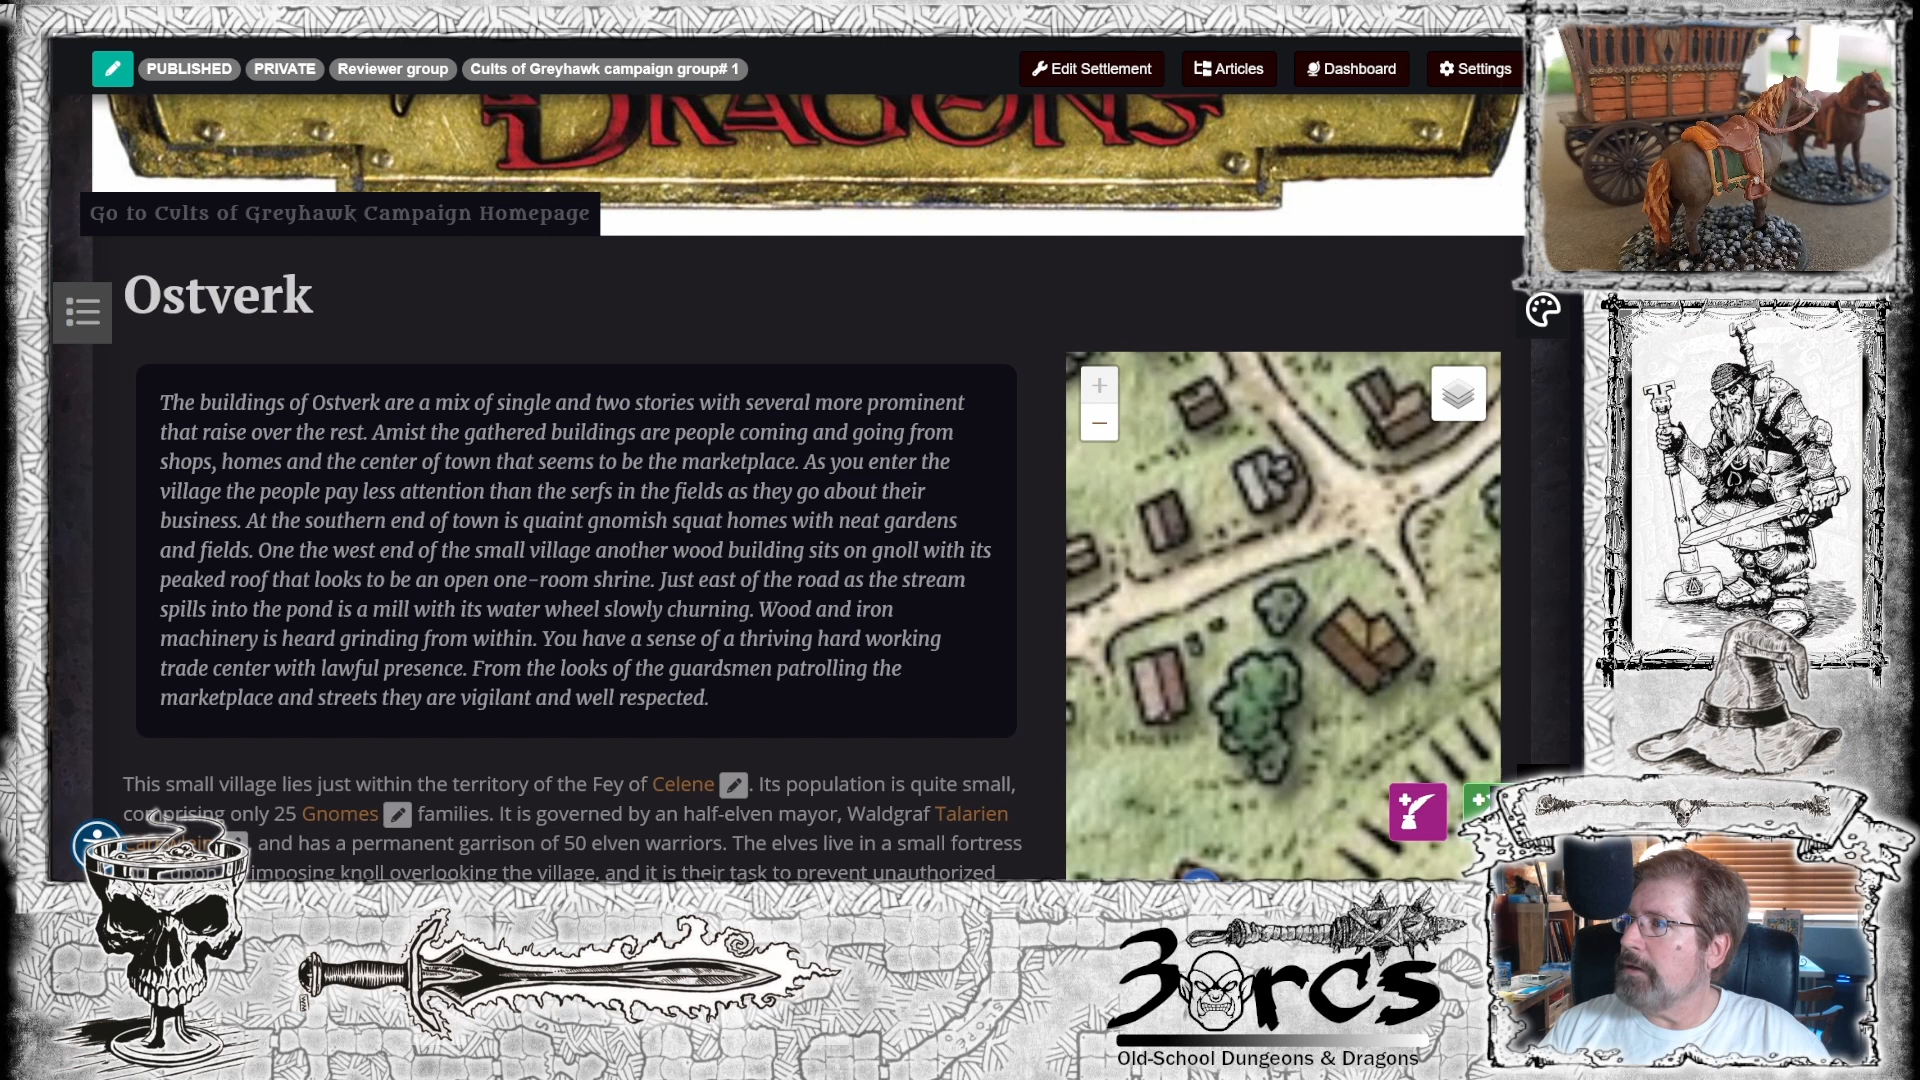 PUBLISHED PRIVATE Reviewer group Cults of Greyhawk campaign group# 1
Edit Settlement Articles Dashboard Settings
DRAGONS
Go to Cults of Greyhawk Campaign Homepage
Ostverk
The buildings of Ostverk are a mix of single and two stories with several more prominent
that raise over the rest. Amist the gathered buildings are people coming and going from
shops, homes and the center of town that seems to be the marketplace. As you enter the
village the people pay less attention than the serfs in the fields as they go about their
business. At the southern end of town is quaint gnomish squat homes with neat gardens
and fields. One the west end of the small village another wood building sits on gnoll with its
peaked roof that looks to be an open one-room shrine. Just east of the road as the stream
spills into the pond is a mill with its water wheel slowly churning. Wood and iron
machinery is heard grinding from within. You have a sense of a thriving hard working
trade center with lawful presence. From the looks of the guardsmen patrolling the
marketplace and streets they are vigilant and well respected.
This small village lies just within the territory of the Fey of Celene. Its population is quite small,
comprising only 25 Gnomes families. It is governed by an half-elven mayor, Waldgraf Talarien
, and has a permanent garrison of 50 elven warriors. The elves live in a small fortress
imposing knoll overlooking the village, and it is their task to prevent unauthorized
3orcs
Old-School Dungeons & Dragons